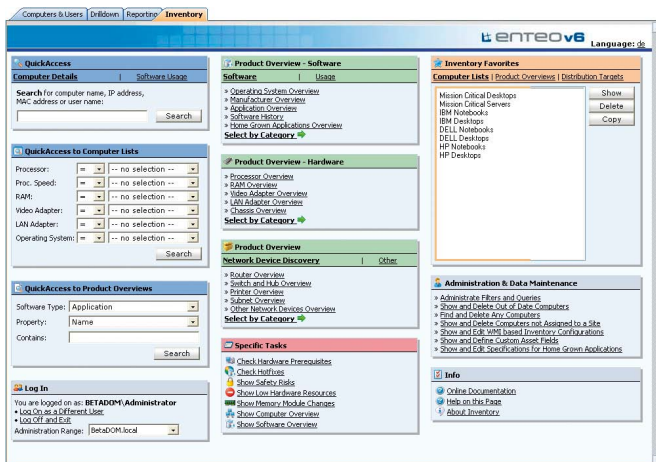 Computers & Users
Drilldown
Reporting
Inventory
enteo v6
Language: de
QuickAccess
Computer Details | Software Usage
Search for computer name, IP address,
MAC address or user name:
Search
QuickAccess to Computer Lists
Processor: = -- no selection --
Proc. Speed: = -- no selection --
RAM: = -- no selection --
Video Adapter: = -- no selection --
LAN Adapter: = -- no selection --
Operating System: = -- no selection --
Search
QuickAccess to Product Overviews
Software Type: Application
Property: Name
Contains:
Search
Log In
You are logged on as: BETADOM\Administrator
• Log On as a Different User
• Log Off and Exit
Administration Range: BetaDOM.local
Product Overview - Software
Software | Usage
» Operating System Overview
» Manufacturer Overview
» Application Overview
» Software History
» Home Grown Applications Overview
Select by Category
Product Overview - Hardware
» Processor Overview
» RAM Overview
» Video Adapter Overview
» LAN Adapter Overview
» Chassis Overview
Select by Category
Product Overview
Network Device Discovery | Other
» Router Overview
» Switch and Hub Overview
» Printer Overview
» Subnet Overview
» Other Network Devices Overview
Select by Category
Specific Tasks
Check Hardware Prerequisites
Check Hotfixes
Show Safety Risks
Show Low Hardware Resources
Show Memory Module Changes
Show Computer Overview
Show Software Overview
Inventory Favorites
Computer Lists | Product Overviews | Distribution Targets
Mission Critical Desktops
Mission Critical Servers
IBM Notebooks
IBM Desktops
DELL Notebooks
DELL Desktops
HP Notebooks
HP Desktops
Show
Delete
Copy
Administration & Data Maintenance
» Administrate Filters and Queries
» Show and Delete Out of Date Computers
» Find and Delete Any Computers
» Show and Delete Computers not Assigned to a Site
» Show and Edit WMI based Inventory Configurations
» Show and Define Custom Asset Fields
» Show and Edit Specifications for Home Grown Applications
Info
Online Documentation
Help on this Page
About Inventory